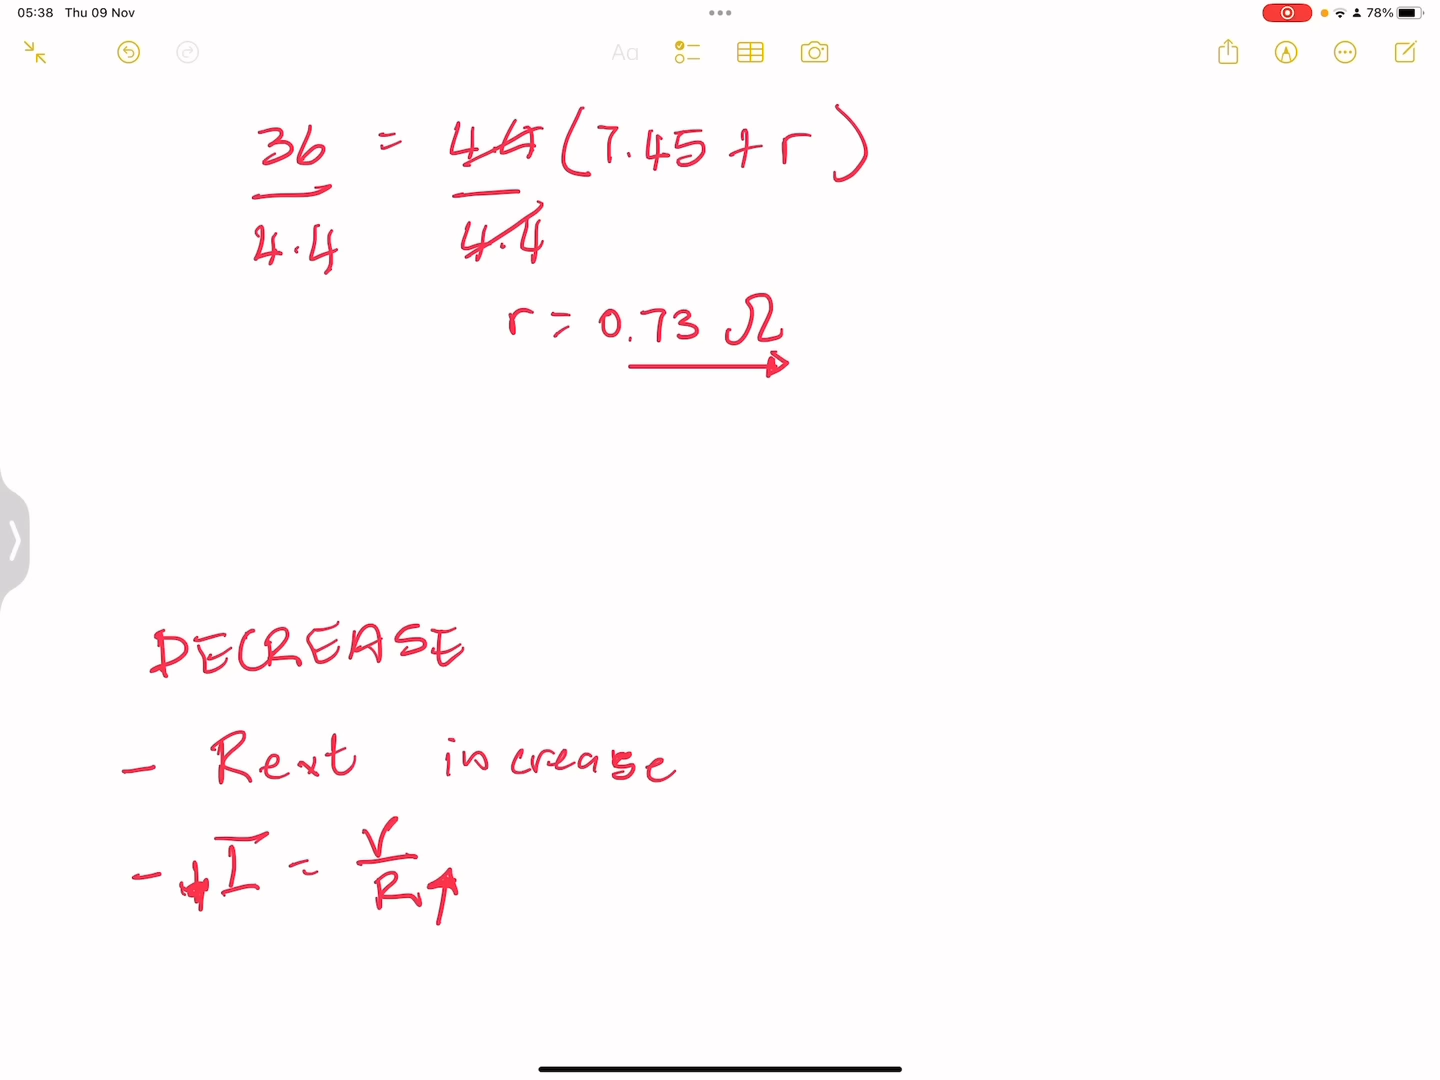 05:38 Thu 09 Nov
78%
Aa
36 = 4.4 (7.45 + r)
4.4 4.4
r = 0.73 Ω
DECREASE
- Rext increase
- ↓ I = V
R ↑